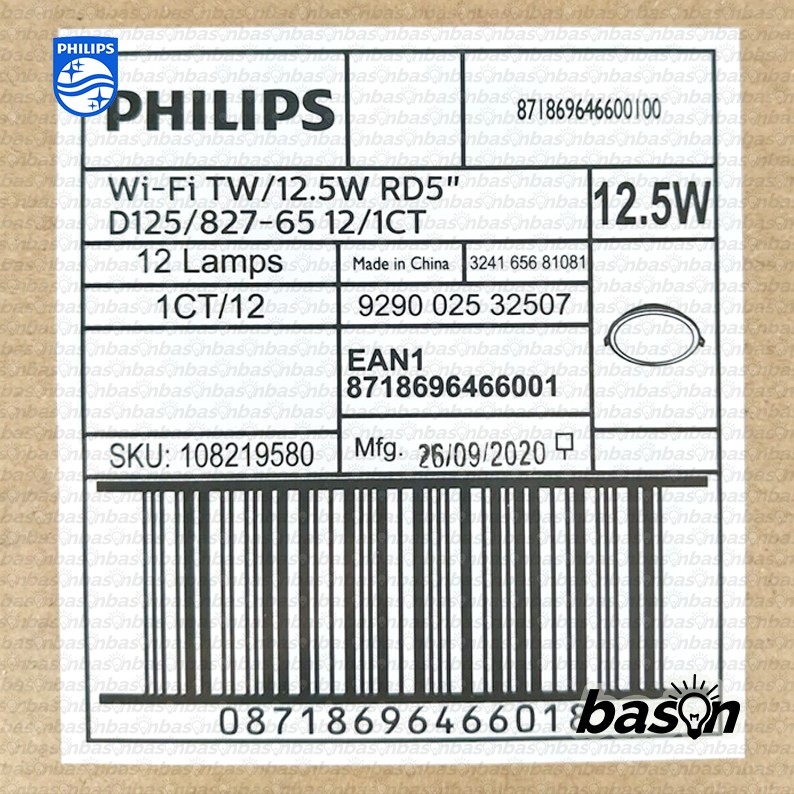 PHILIPS
PHILIPS
871869646600100
Wi-Fi TW/12.5W RD5"
D125/827-65 12/1CT
12.5W
12 Lamps
Made in China
3241 656 81081
1CT/12
9290 025 32507
EAN1
8718696466001
SKU: 108219580
Mfg. 26/09/2020
08718696466018
bason